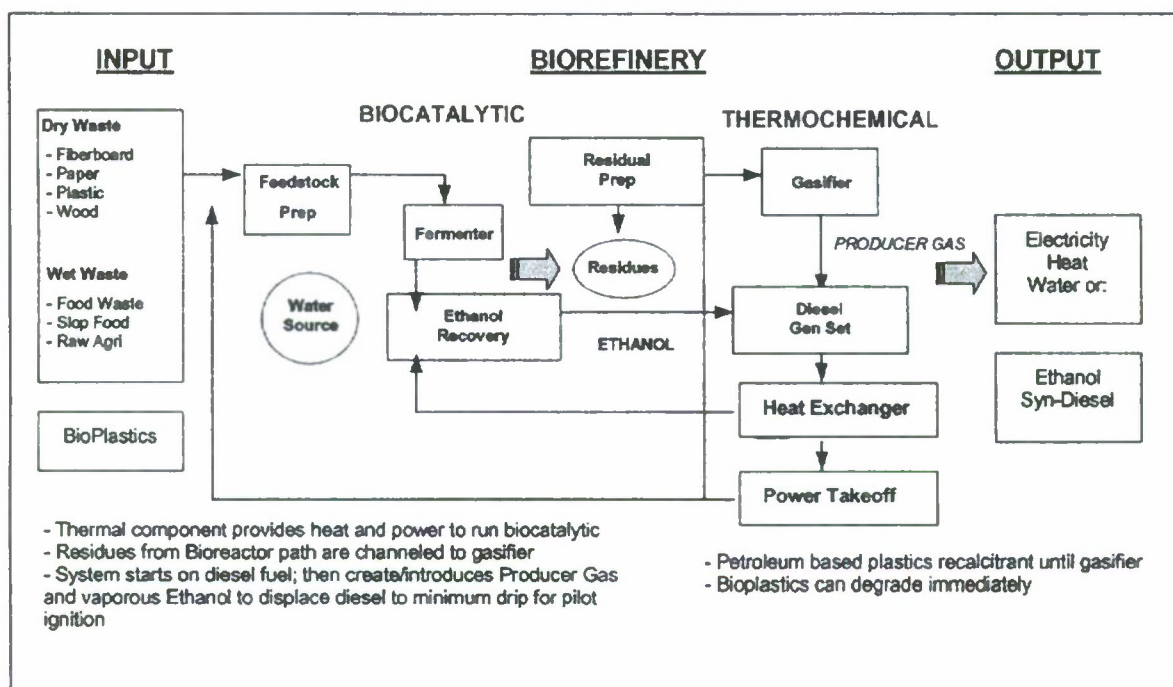 INPUT
BIOREFINERY
OUTPUT
BIOCATALYTIC
THERMOCHEMICAL
Dry Waste
- Fiberboard
- Paper
- Plastic
- Wood
Wet Waste
- Food Waste
- Slop Food
- Raw Agri
BioPlastics
Feedstock
Prep
Fermenter
Water
Source
Ethanol
Recovery
Residual
Prep
Residues
ETHANOL
Gasifier
PRODUCER GAS
Diesel
Gen Set
Heat Exchanger
Power Takeoff
Electricity
Heat
Water or:
Ethanol
Syn-Diesel
- Thermal component provides heat and power to run biocatalytic
- Residues from Bioreactor path are channeled to gasifier
- System starts on diesel fuel; then create/introduces Producer Gas
and vaporous Ethanol to displace diesel to minimum drip for pilot
ignition
- Petroleum based plastics recalcitrant until gasifier
- Bioplastics can degrade immediately